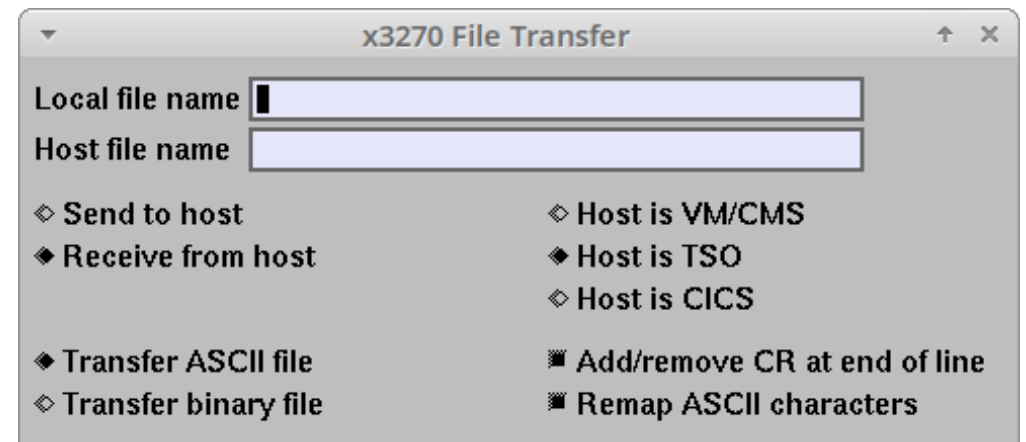 x3270 File Transfer
Local file name
Host file name
Send to host
Host is VM/CMS
Receive from host
Host is TSO
Host is CICS
Transfer ASCII file
Add/remove CR at end of line
Transfer binary file
Remap ASCII characters